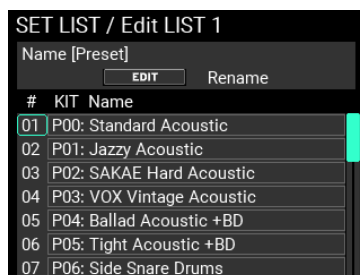 SET LIST / Edit LIST 1
Name [Preset]
EDIT Rename
# KIT Name
01 P00: Standard Acoustic
02 P01: Jazzy Acoustic
03 P02: SAKAE Hard Acoustic
04 P03: VOX Vintage Acoustic
05 P04: Ballad Acoustic +BD
06 P05: Tight Acoustic +BD
07 P06: Side Snare Drums